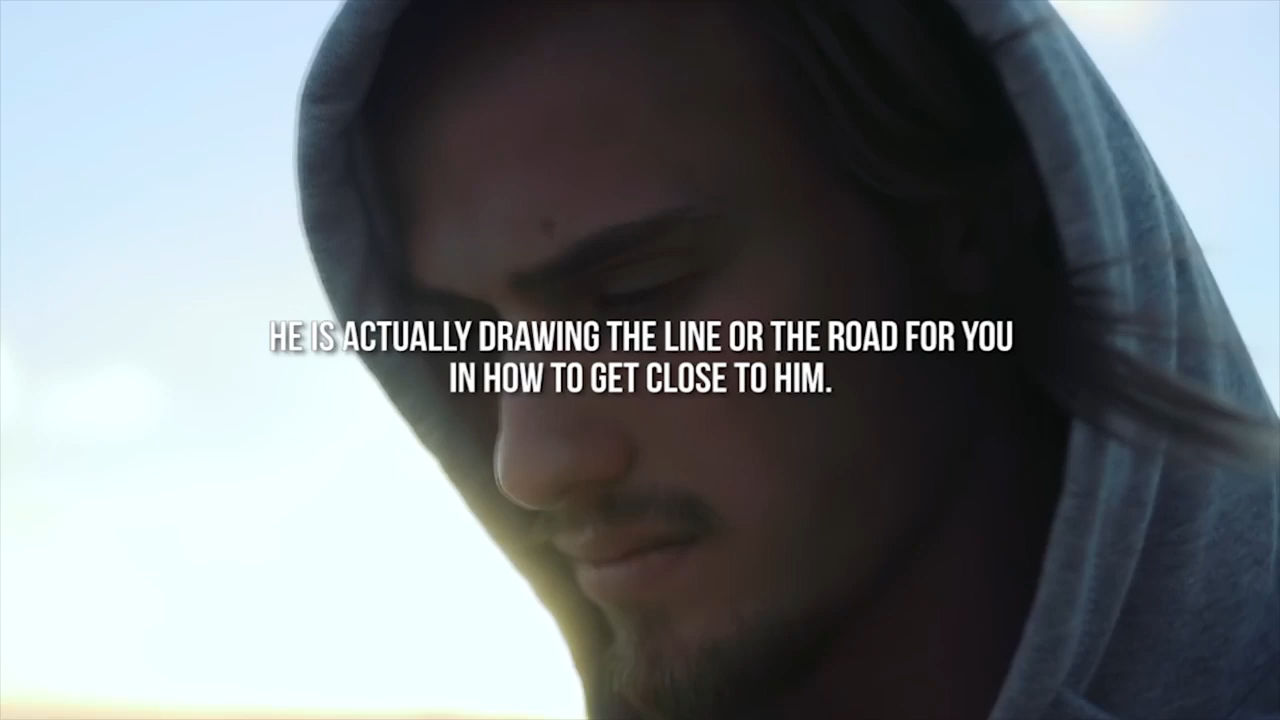 HE IS ACTUALLY DRAWING THE LINE OR THE ROAD FOR YOU
IN HOW TO GET CLOSE TO HIM.